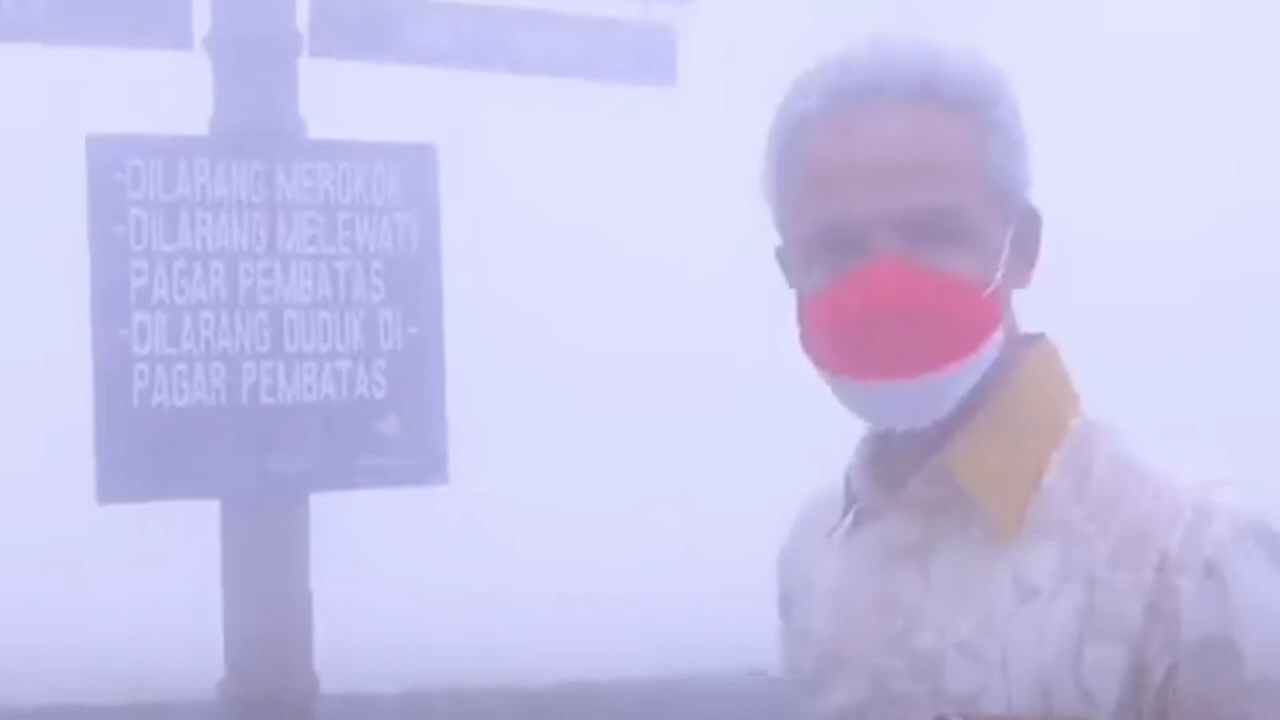 -DILARANG MEROKOK
-DILARANG MELEWATI
PAGAR PEMBATAS
-DILARANG DUDUK DI-
PAGAR PEMBATAS